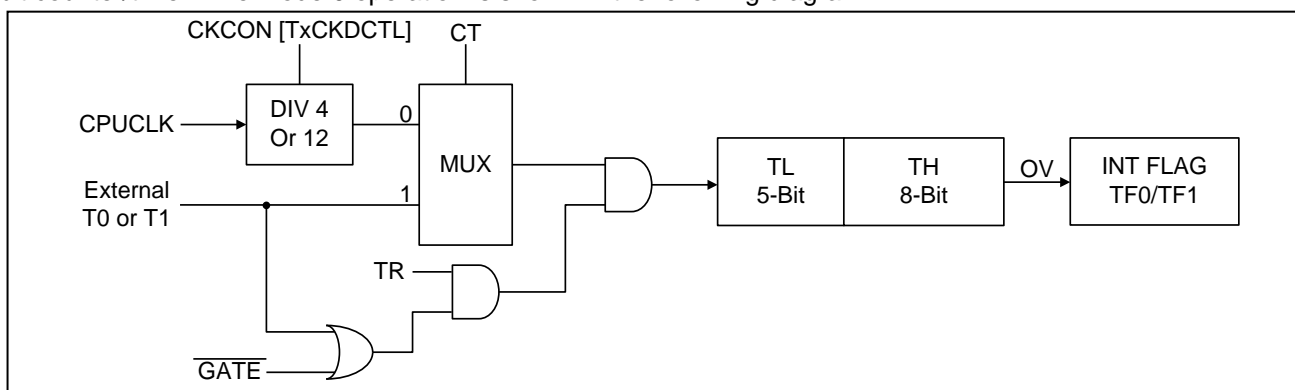 CKCON [TxCKDCTL]
CT
CPUCLK
DIV 4
Or 12
0
MUX
External
T0 or T1
1
TR
GATE
TL
5-Bit
TH
8-Bit
OV
INT FLAG
TF0/TF1